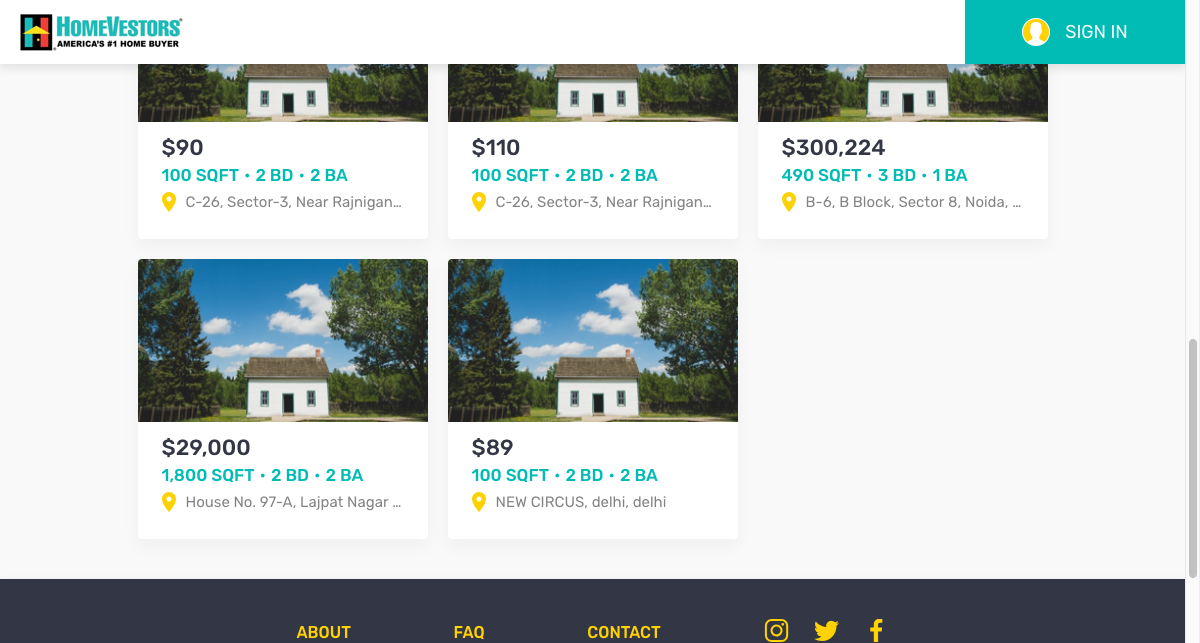 HOMEVESTORS
AMERICA'S #1 HOME BUYER
SIGN IN
$90
100 SQFT • 2 BD • 2 BA
C-26, Sector-3, Near Rajnigan...
$110
100 SQFT • 2 BD • 2 BA
C-26, Sector-3, Near Rajnigan...
$300,224
490 SQFT • 3 BD • 1 BA
B-6, B Block, Sector 8, Noida, ...
$29,000
1,800 SQFT • 2 BD • 2 BA
House No. 97-A, Lajpat Nagar ...
$89
100 SQFT • 2 BD • 2 BA
NEW CIRCUS, delhi, delhi
ABOUT
FAQ
CONTACT